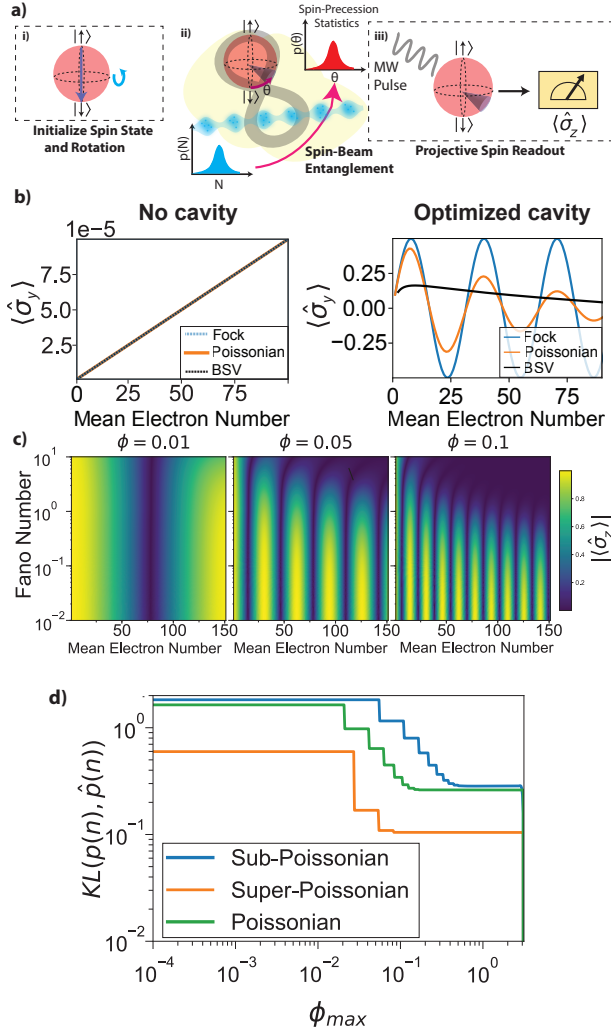 a)
i)
|↑⟩
|↓⟩
Initialize Spin State
and Rotation
ii)
|↑⟩
|↓⟩
θ
Spin-Precession
Statistics
p(θ)
θ
p(N)
N
Spin-Beam
Entanglement
iii)
MW
Pulse
|↑⟩
|↓⟩
⟨σ̂z⟩
Projective Spin Readout
b)
No cavity
1e−5
⟨σ̂y⟩
7.5
5.0
2.5
0
25
50
75
Mean Electron Number
Fock
Poissonian
BSV
Optimized cavity
⟨σ̂y⟩
0.25
0.00
−0.25
0
25
50
75
Mean Electron Number
Fock
Poissonian
BSV
c)
ϕ = 0.01
ϕ = 0.05
ϕ = 0.1
Fano Number
10¹
10⁰
10⁻¹
10⁻²
50 100 150
50 100 150
50 100 150
Mean Electron Number
Mean Electron Number
Mean Electron Number
0.8
0.6
0.4
0.2
|⟨σ̂z⟩|
d)
KL(p(n), p̂(n))
10⁰
10⁻¹
10⁻²
Sub-Poissonian
Super-Poissonian
Poissonian
10⁻⁴ 10⁻³ 10⁻² 10⁻¹ 10⁰
ϕmax